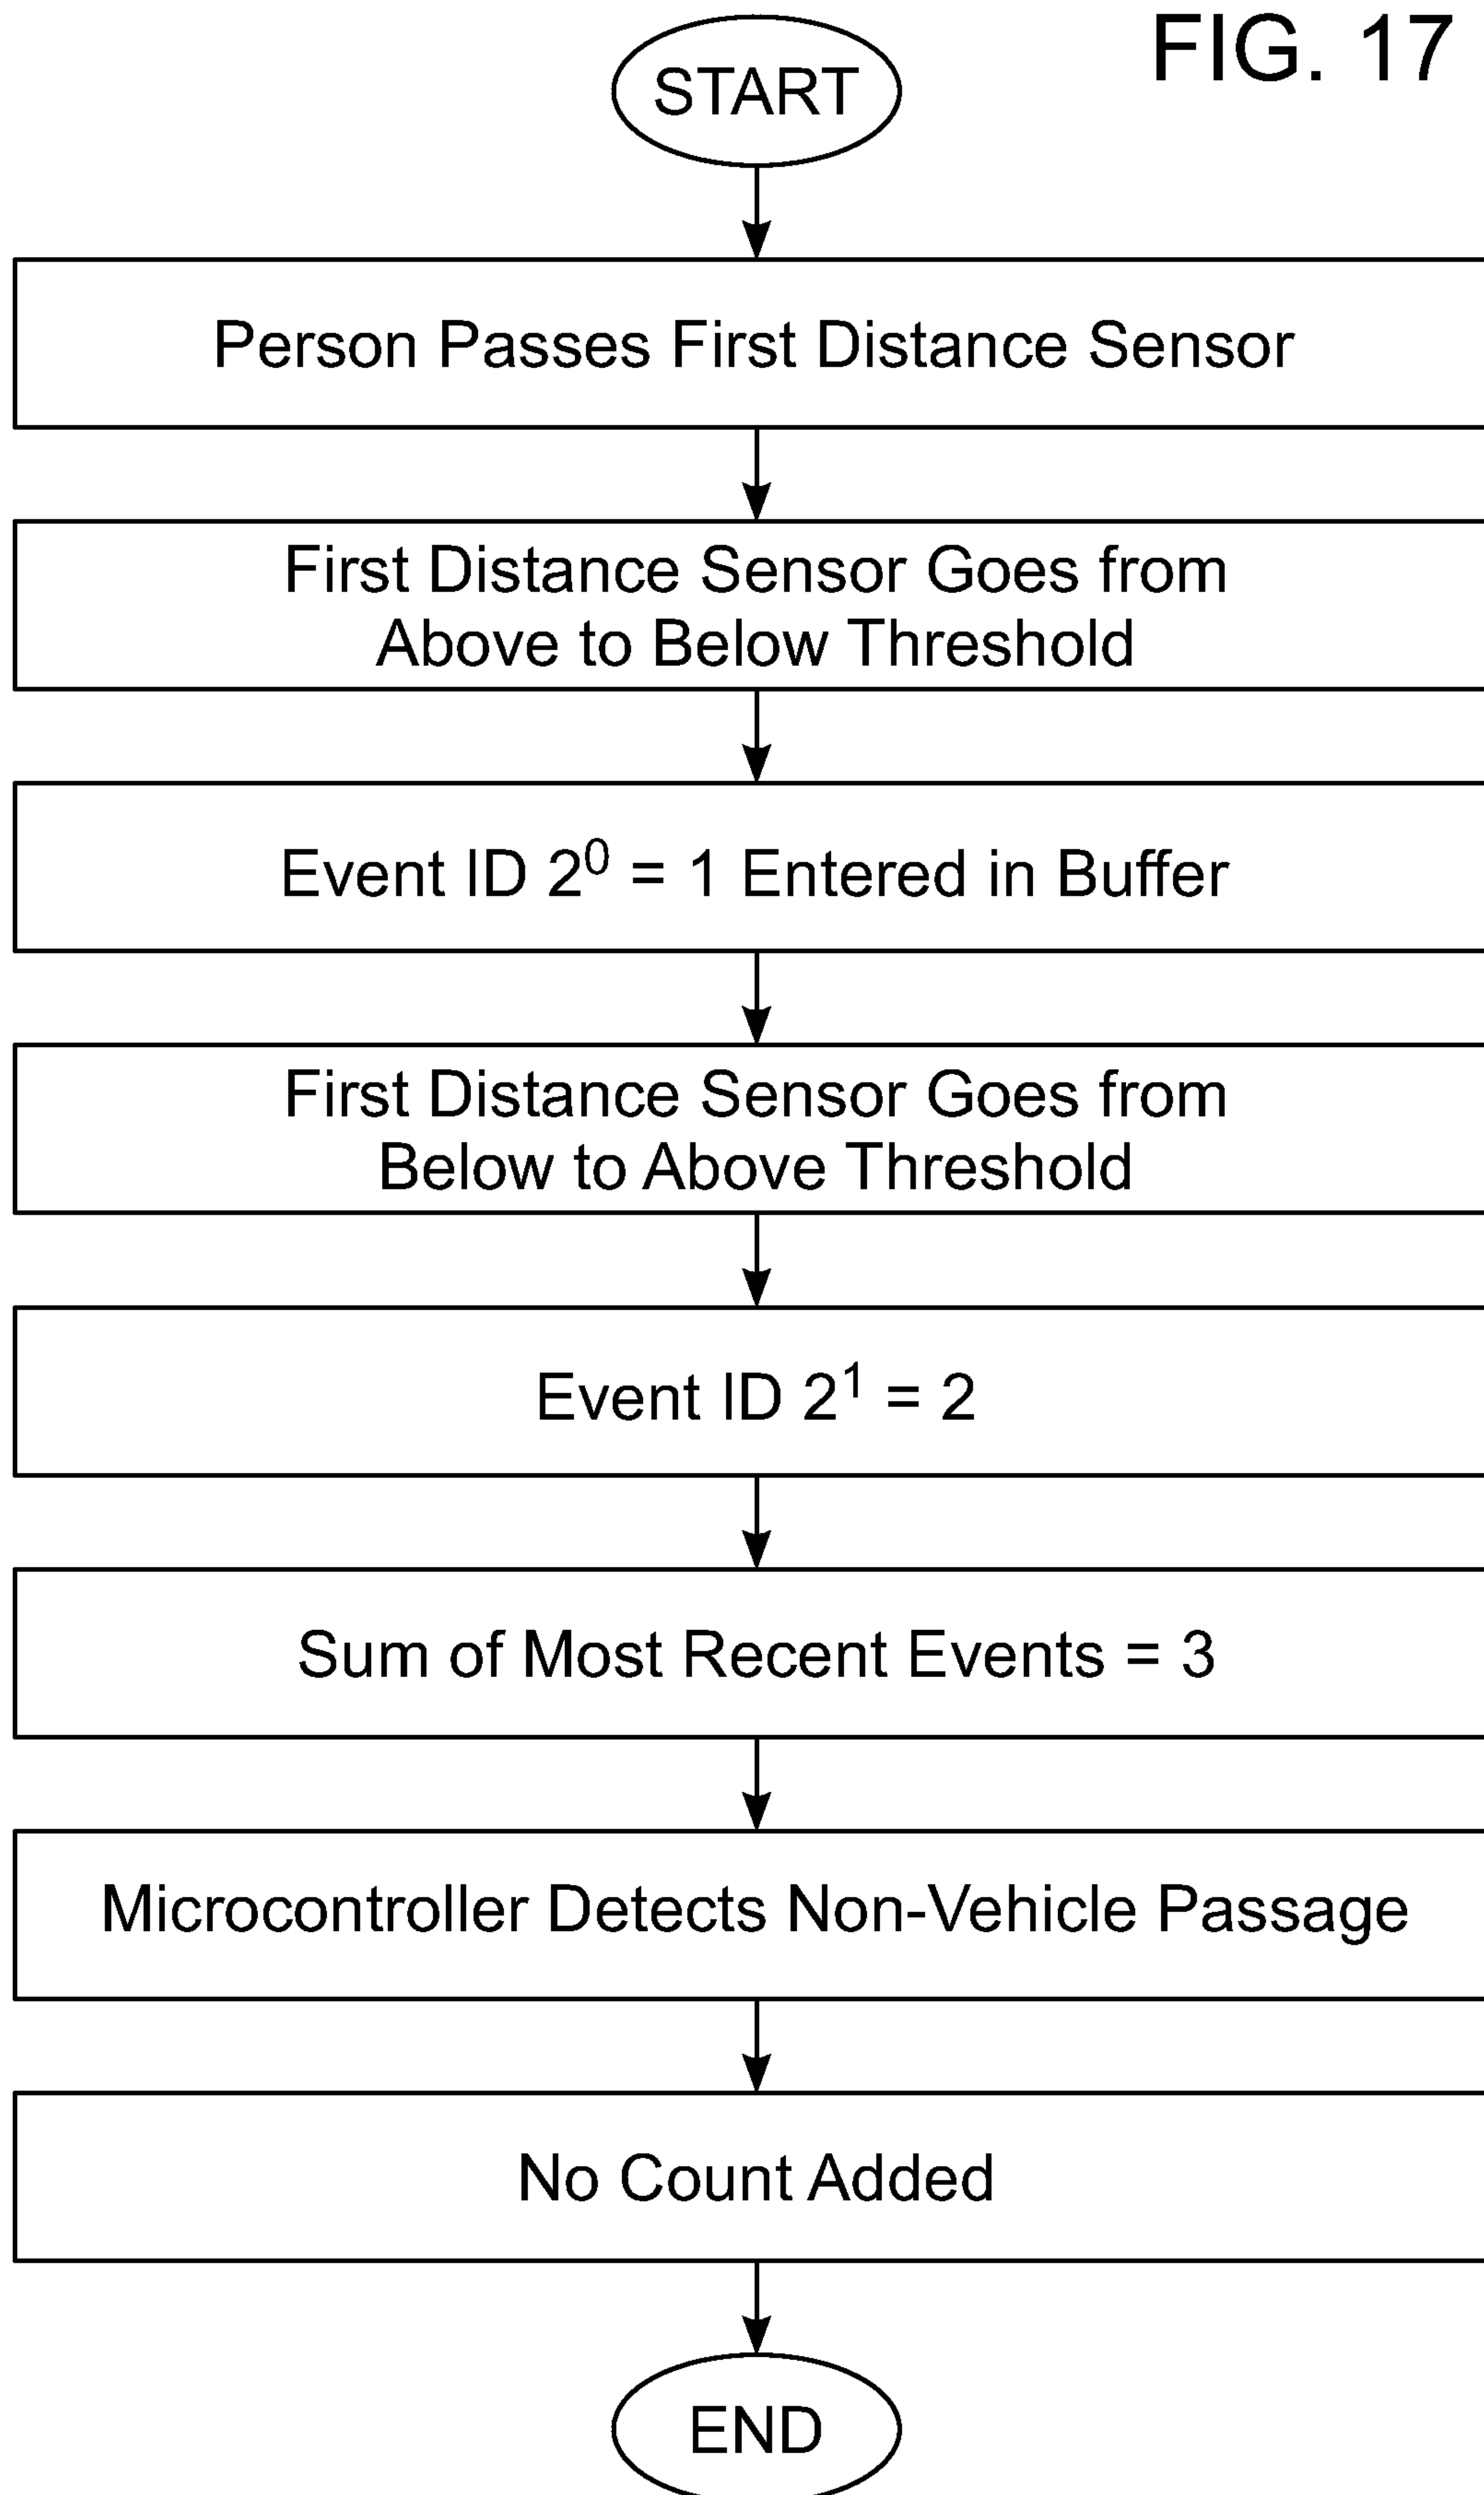 FIG. 17
START
Person Passes First Distance Sensor
First Distance Sensor Goes from
Above to Below Threshold
Event ID 2⁰ = 1 Entered in Buffer
First Distance Sensor Goes from
Below to Above Threshold
Event ID 2¹ = 2
Sum of Most Recent Events = 3
Microcontroller Detects Non-Vehicle Passage
No Count Added
END